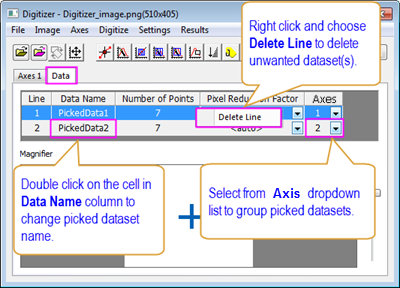 Digitizer - Digitizer_image.png(510x405)
File Image Axes Digitize Settings Results
Right click and choose
Delete Line to delete
unwanted dataset(s).
Axes 1 Data
Line Data Name Number of Points Pixel Reduction Factor Axes
1 PickedData1 7 1
Delete Line
2 PickedData2 7 <auto> 2
Magnifier
Double click on the cell in
Data Name column to
change picked dataset
name.
Select from Axis dropdown
list to group picked datasets.